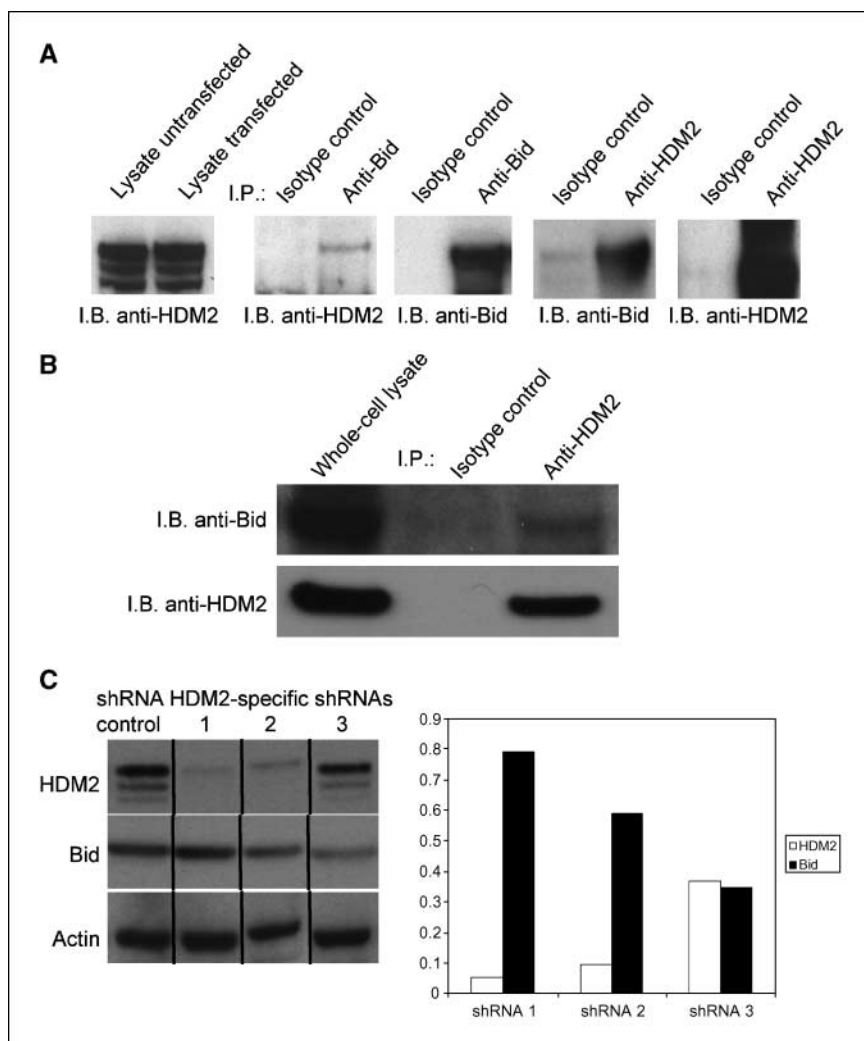 A
Lysate untransfected
Lysate transfected
I.P.:
Isotype control
Anti-Bid
Isotype control
Anti-Bid
Isotype control
Anti-HDM2
Isotype control
Anti-HDM2
I.B. anti-HDM2
I.B. anti-HDM2
I.B. anti-Bid
I.B. anti-Bid
I.B. anti-HDM2
B
Whole-cell lysate
I.P.:
Isotype control
Anti-HDM2
I.B. anti-Bid
I.B. anti-HDM2
C
shRNA HDM2-specific shRNAs
control 1 2 3
HDM2
Bid
Actin
0.9
0.8
0.7
0.6
0.5
0.4
0.3
0.2
0.1
0
shRNA 1 shRNA 2 shRNA 3
HDM2
Bid